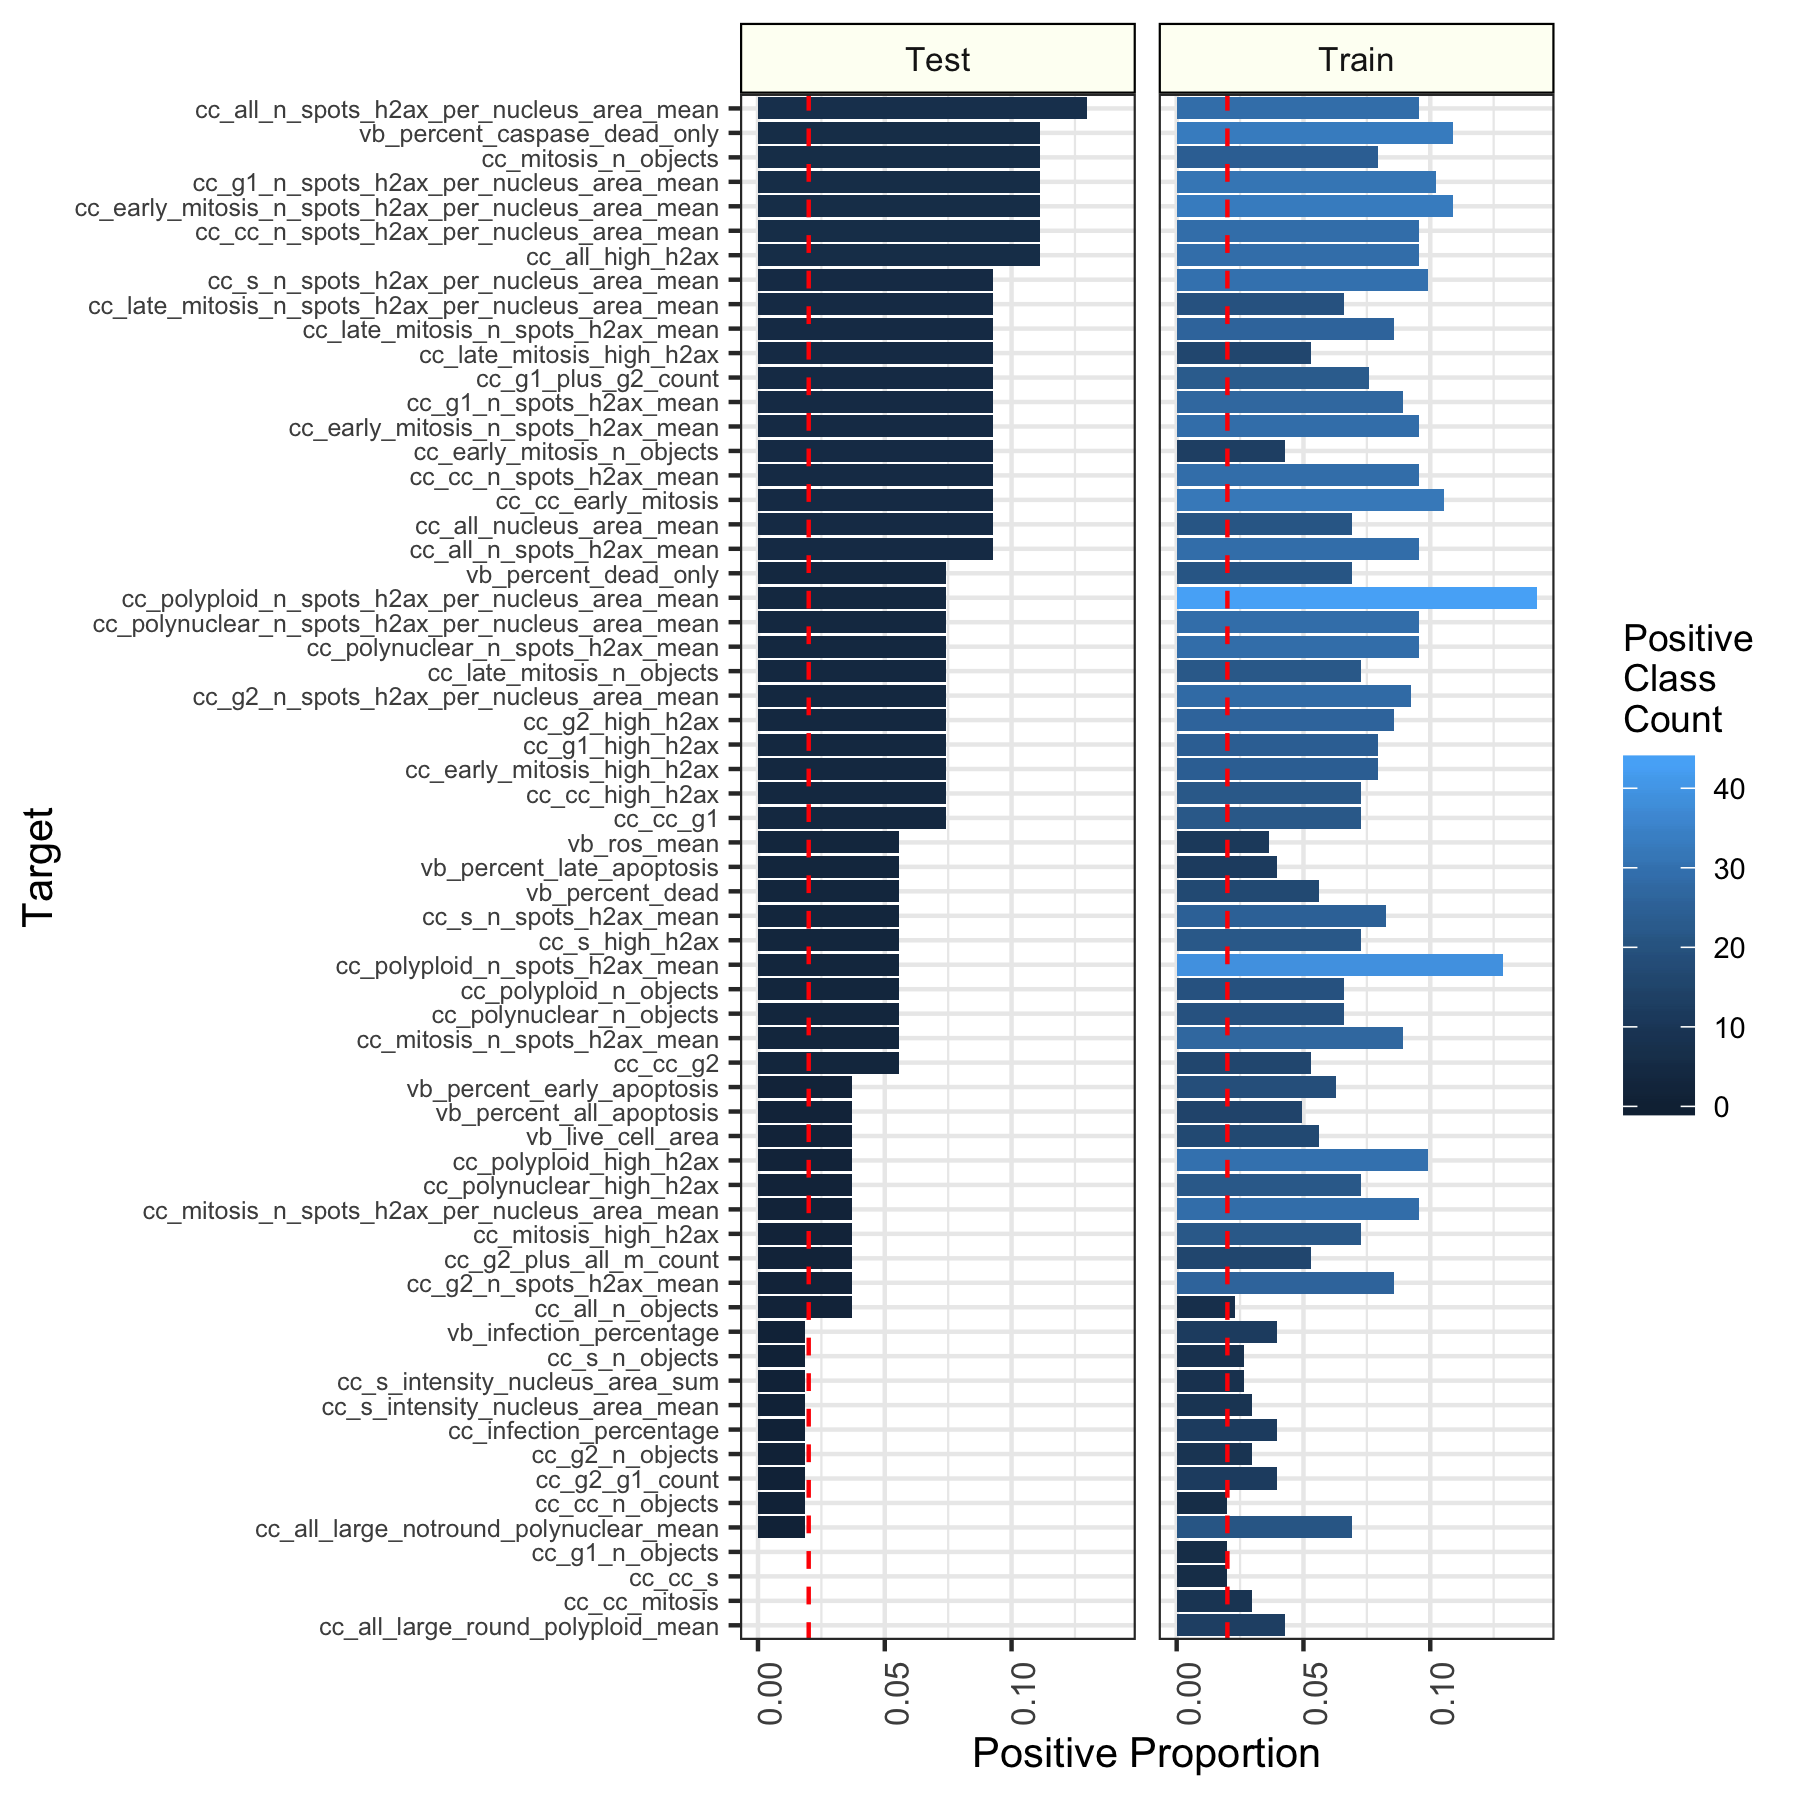 Test
Train
cc_all_n_spots_h2ax_per_nucleus_area_mean
vb_percent_caspase_dead_only
cc_mitosis_n_objects
cc_g1_n_spots_h2ax_per_nucleus_area_mean
cc_early_mitosis_n_spots_h2ax_per_nucleus_area_mean
cc_cc_n_spots_h2ax_per_nucleus_area_mean
cc_all_high_h2ax
cc_s_n_spots_h2ax_per_nucleus_area_mean
cc_late_mitosis_n_spots_h2ax_per_nucleus_area_mean
cc_late_mitosis_n_spots_h2ax_mean
cc_late_mitosis_high_h2ax
cc_g1_plus_g2_count
cc_g1_n_spots_h2ax_mean
cc_early_mitosis_n_spots_h2ax_mean
cc_early_mitosis_n_objects
cc_cc_n_spots_h2ax_mean
cc_cc_early_mitosis
cc_all_nucleus_area_mean
cc_all_n_spots_h2ax_mean
vb_percent_dead_only
cc_polyploid_n_spots_h2ax_per_nucleus_area_mean
cc_polynuclear_n_spots_h2ax_per_nucleus_area_mean
cc_polynuclear_n_spots_h2ax_mean
cc_late_mitosis_n_objects
cc_g2_n_spots_h2ax_per_nucleus_area_mean
cc_g2_high_h2ax
cc_g1_high_h2ax
cc_early_mitosis_high_h2ax
cc_cc_high_h2ax
cc_cc_g1
vb_ros_mean
vb_percent_late_apoptosis
vb_percent_dead
cc_s_n_spots_h2ax_mean
cc_s_high_h2ax
cc_polyploid_n_spots_h2ax_mean
cc_polyploid_n_objects
cc_polynuclear_n_objects
cc_mitosis_n_spots_h2ax_mean
cc_cc_g2
vb_percent_early_apoptosis
vb_percent_all_apoptosis
vb_live_cell_area
cc_polyploid_high_h2ax
cc_polynuclear_high_h2ax
cc_mitosis_n_spots_h2ax_per_nucleus_area_mean
cc_mitosis_high_h2ax
cc_g2_plus_all_m_count
cc_g2_n_spots_h2ax_mean
cc_all_n_objects
vb_infection_percentage
cc_s_n_objects
cc_s_intensity_nucleus_area_sum
cc_s_intensity_nucleus_area_mean
cc_infection_percentage
cc_g2_n_objects
cc_g2_g1_count
cc_cc_n_objects
cc_all_large_notround_polynuclear_mean
cc_g1_n_objects
cc_cc_s
cc_cc_mitosis
cc_all_large_round_polyploid_mean
Target
0.00
0.05
0.10
0.00
0.05
0.10
Positive Proportion
Positive
Class
Count
40
30
20
10
0